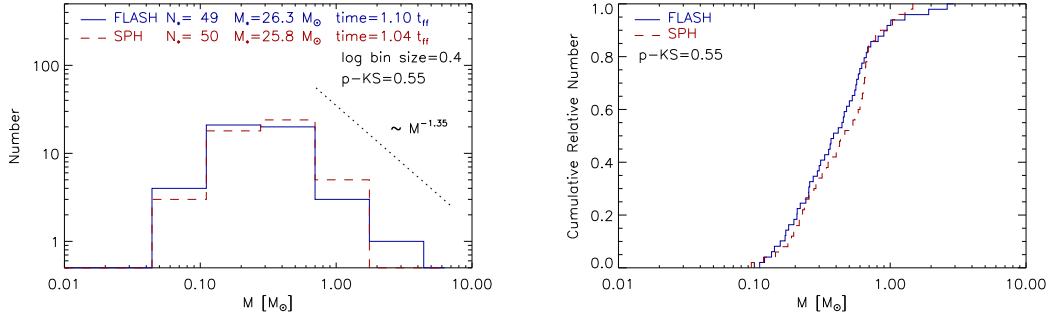 FLASH N*= 49 M*=26.3 M⊙ time=1.10 t_ff
SPH N*= 50 M*=25.8 M⊙ time=1.04 t_ff
log bin size=0.4
p-KS=0.55
~ M^-1.35
Number
100
10
1
0.01 0.10 1.00 10.00
M [M⊙]
FLASH
SPH
p-KS=0.55
Cumulative Relative Number
1.0
0.8
0.6
0.4
0.2
0.0
0.01 0.10 1.00 10.00
M [M⊙]